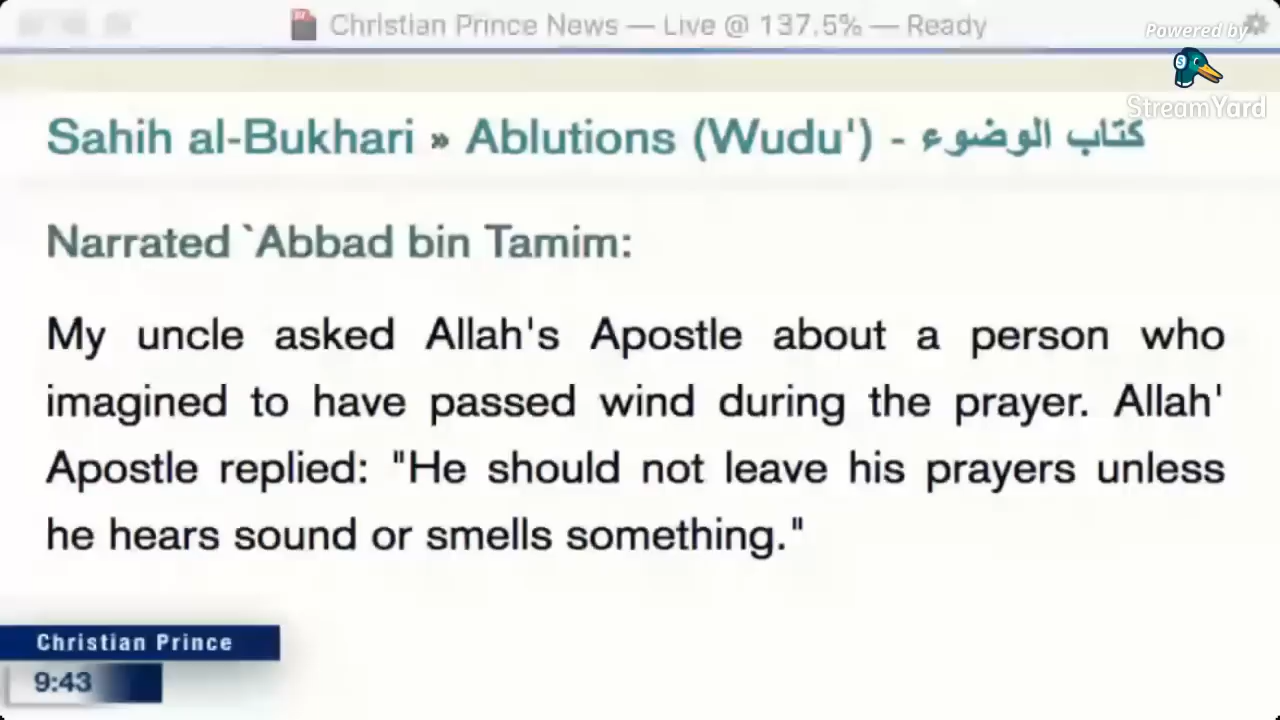 Christian Prince News — Live @ 137.5% — Ready
Powered by
StreamYard
Sahih al-Bukhari » Ablutions (Wudu') - كتاب الوضوء
Narrated `Abbad bin Tamim:
My uncle asked Allah's Apostle about a person who
imagined to have passed wind during the prayer. Allah'
Apostle replied: "He should not leave his prayers unless
he hears sound or smells something."
Christian Prince
9:43